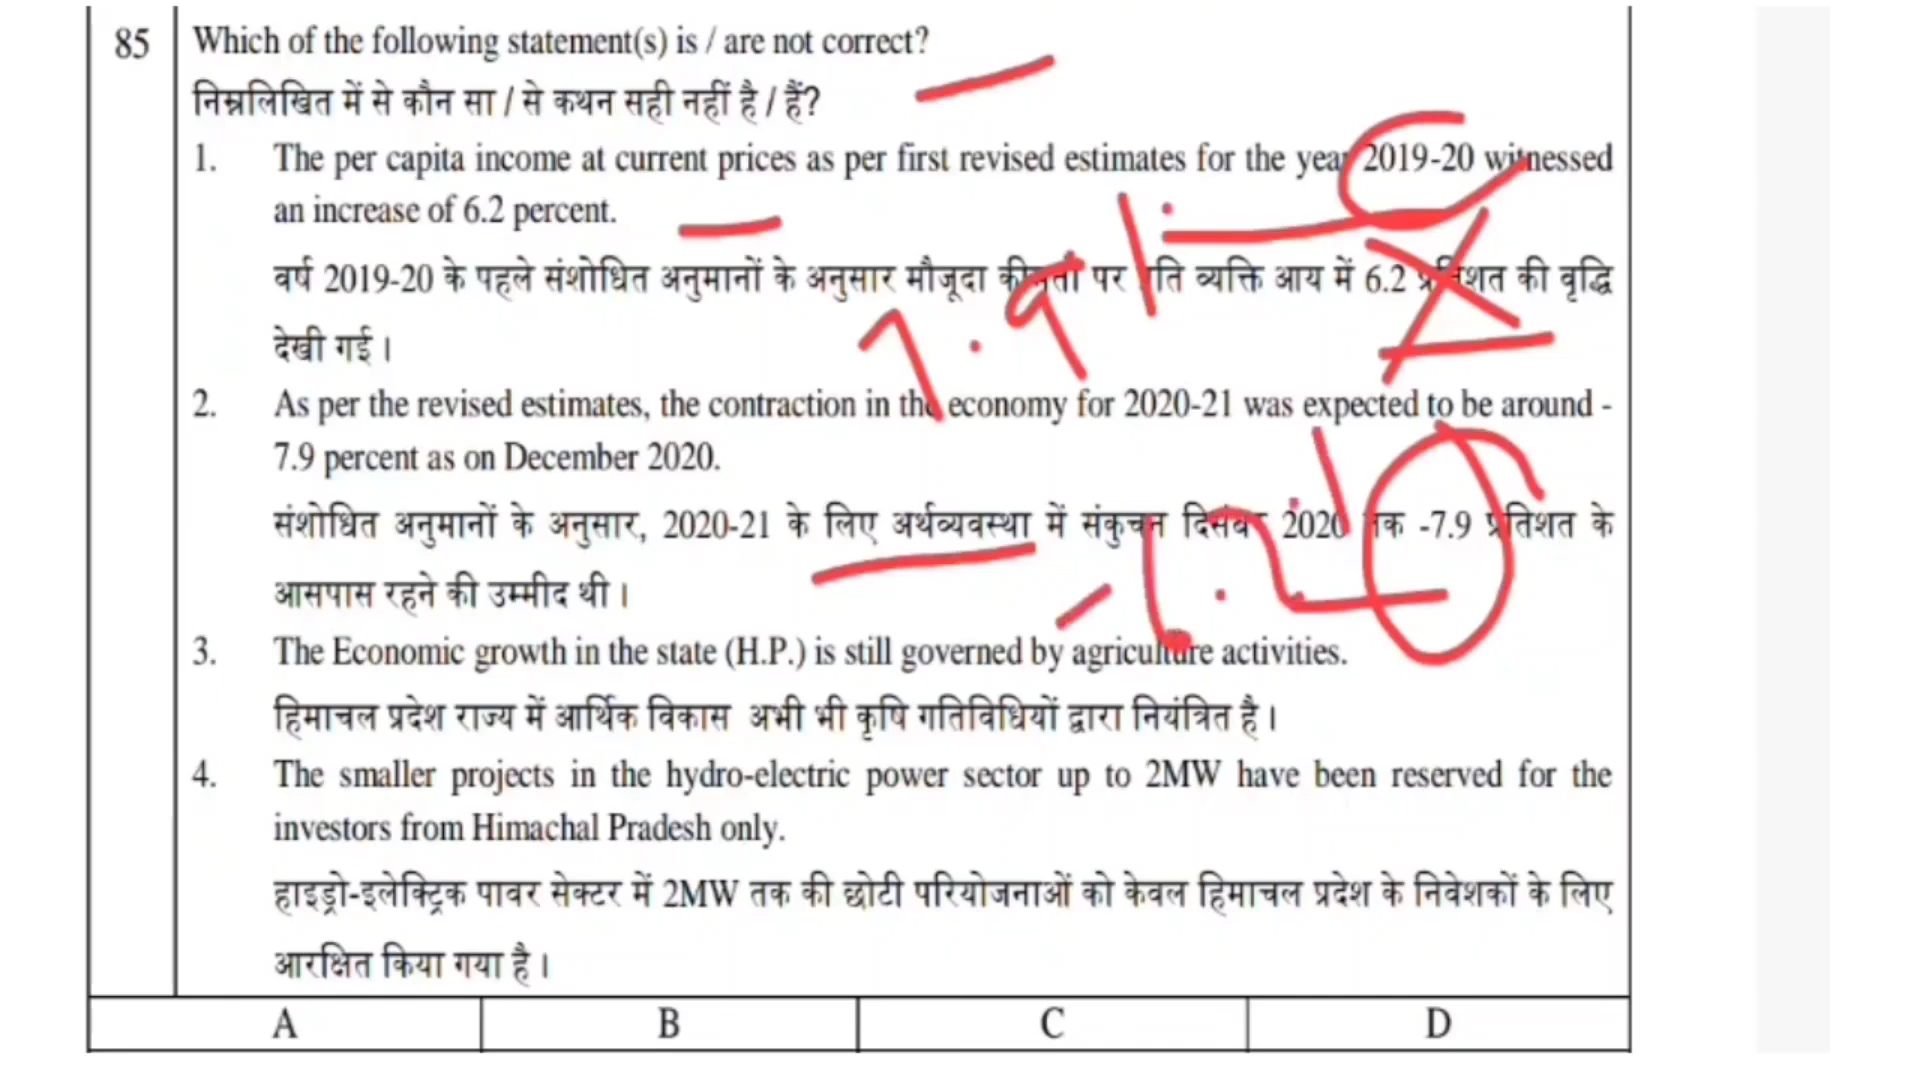 85 Which of the following statement(s) is / are not correct?
निम्नलिखित में से कौन सा / से कथन सही नहीं है / हैं?
1. The per capita income at current prices as per first revised estimates for the year 2019-20 witnessed
an increase of 6.2 percent.
वर्ष 2019-20 के पहले संशोधित अनुमानों के अनुसार मौजूदा कीमतों पर प्रति व्यक्ति आय में 6.2 प्रतिशत की वृद्धि
7.9%
देखी गई।
2. As per the revised estimates, the contraction in the economy for 2020-21 was expected to be around -
7.9 percent as on December 2020.
संशोधित अनुमानों के अनुसार, 2020-21 के लिए अर्थव्यवस्था में संकुचन दिसंबर 2020 तक -7.9 प्रतिशत के
आसपास रहने की उम्मीद थी।
-6.2%
3. The Economic growth in the state (H.P.) is still governed by agriculture activities.
हिमाचल प्रदेश राज्य में आर्थिक विकास अभी भी कृषि गतिविधियों द्वारा नियंत्रित है।
4. The smaller projects in the hydro-electric power sector up to 2MW have been reserved for the
investors from Himachal Pradesh only.
हाइड्रो-इलेक्ट्रिक पावर सेक्टर में 2MW तक की छोटी परियोजनाओं को केवल हिमाचल प्रदेश के निवेशकों के लिए
आरक्षित किया गया है।
A B C D